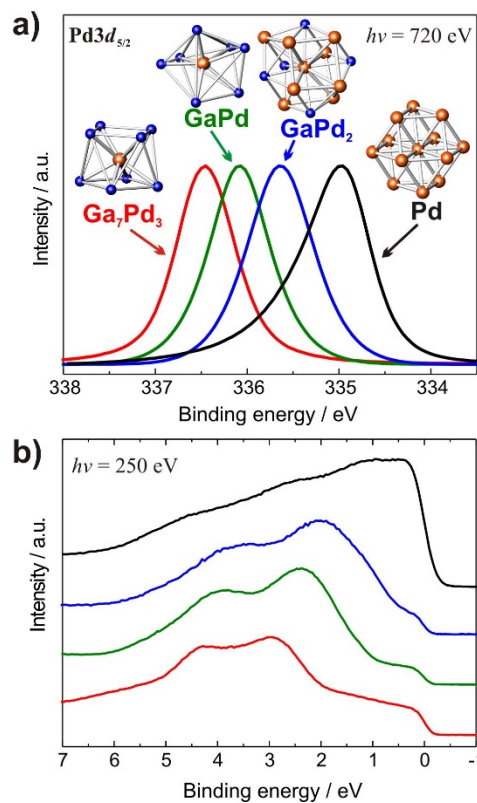 a)
Pd3d5/2
hν = 720 eV
GaPd
GaPd2
Ga7Pd3
Pd
Intensity / a.u.
338 337 336 335 334
Binding energy / eV
b)
hν = 250 eV
Intensity / a.u.
7 6 5 4 3 2 1 0 -
Binding energy / eV